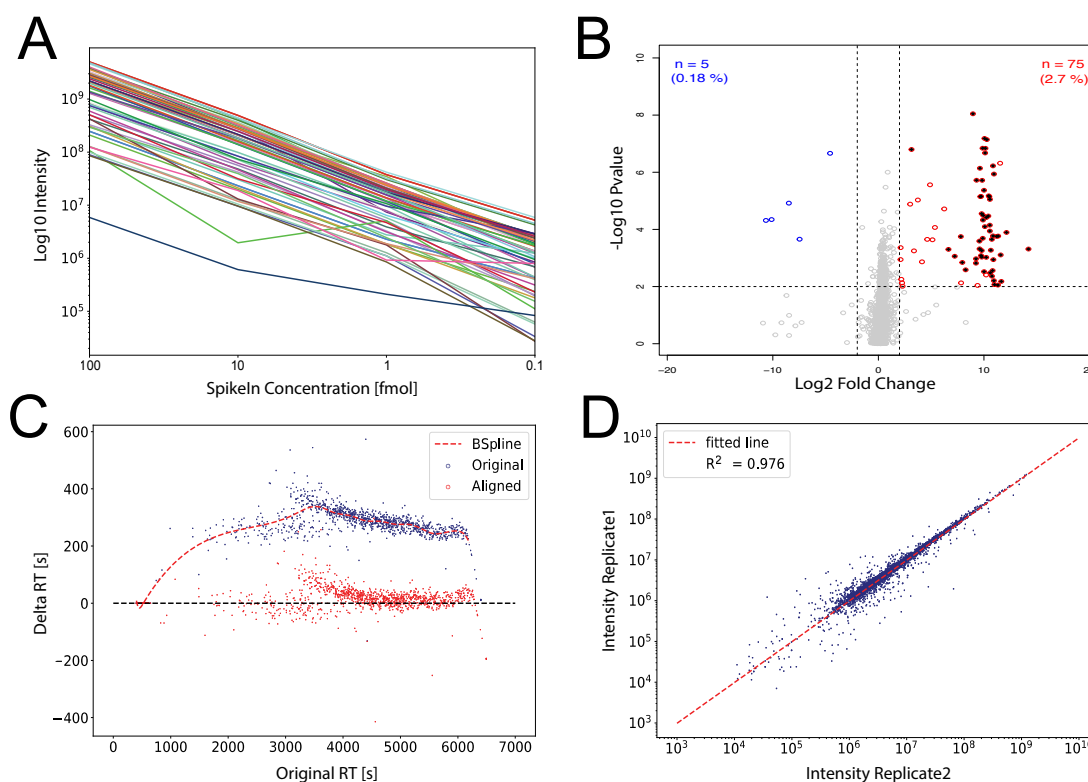 A
10⁹
10⁸
10⁷
10⁶
10⁵
Log10 Intensity
100
10
1
0.1
SpikeIn Concentration [fmol]
B
n = 5
(0.18 %)
n = 75
(2.7 %)
10
8
6
4
2
0
-Log10 Pvalue
−20
−10
0
10
2
Log2 Fold Change
C
600
400
200
0
−200
−400
Delta RT [s]
BSpline
Original
Aligned
0
1000
2000
3000
4000
5000
6000
7000
Original RT [s]
D
fitted line
R² = 0.976
10¹⁰
10⁹
10⁸
10⁷
10⁶
10⁵
10⁴
10³
Intensity Replicate1
10³
10⁴
10⁵
10⁶
10⁷
10⁸
10⁹
10¹⁰
Intensity Replicate2